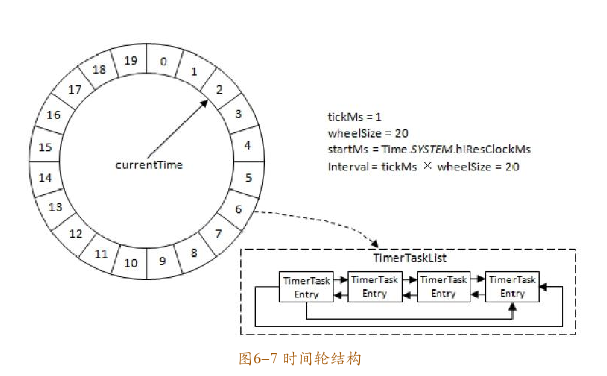 0
1
2
3
4
5
6
7
8
9
10
11
12
13
14
15
16
17
18
19
currentTime
tickMs = 1
wheelSize = 20
startMs = Time.SYSTEM.hiResClockMs
Interval = tickMs × wheelSize = 20
TimerTaskList
TimerTask
Entry
TimerTask
Entry
TimerTask
Entry
TimerTask
Entry
图6-7 时间轮结构